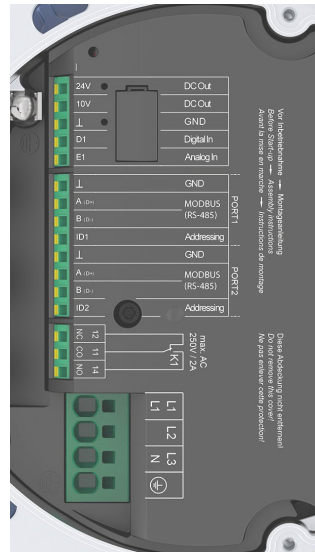 24V DC Out
10V DC Out
⊥ GND
D1 Digital In
E1 Analog In
⊥ GND
A (D+) MODBUS
B (D-) (RS-485)
ID1 Addressing
PORT1
⊥ GND
A (D+) MODBUS
B (D-) (RS-485)
ID2 Addressing
PORT2
NC 12
CO 11
NO 14
K1
max. AC
250V / 2A
L1 L1
L2
N L3
Vor Inbetriebnahme → Montageanleitung
Before Start-up → Assembly instructions
Avant la mise en marche → Instructions de montage
Diese Abdeckung nicht entfernen!
Do not remove this cover!
Ne pas enlever cette protection!